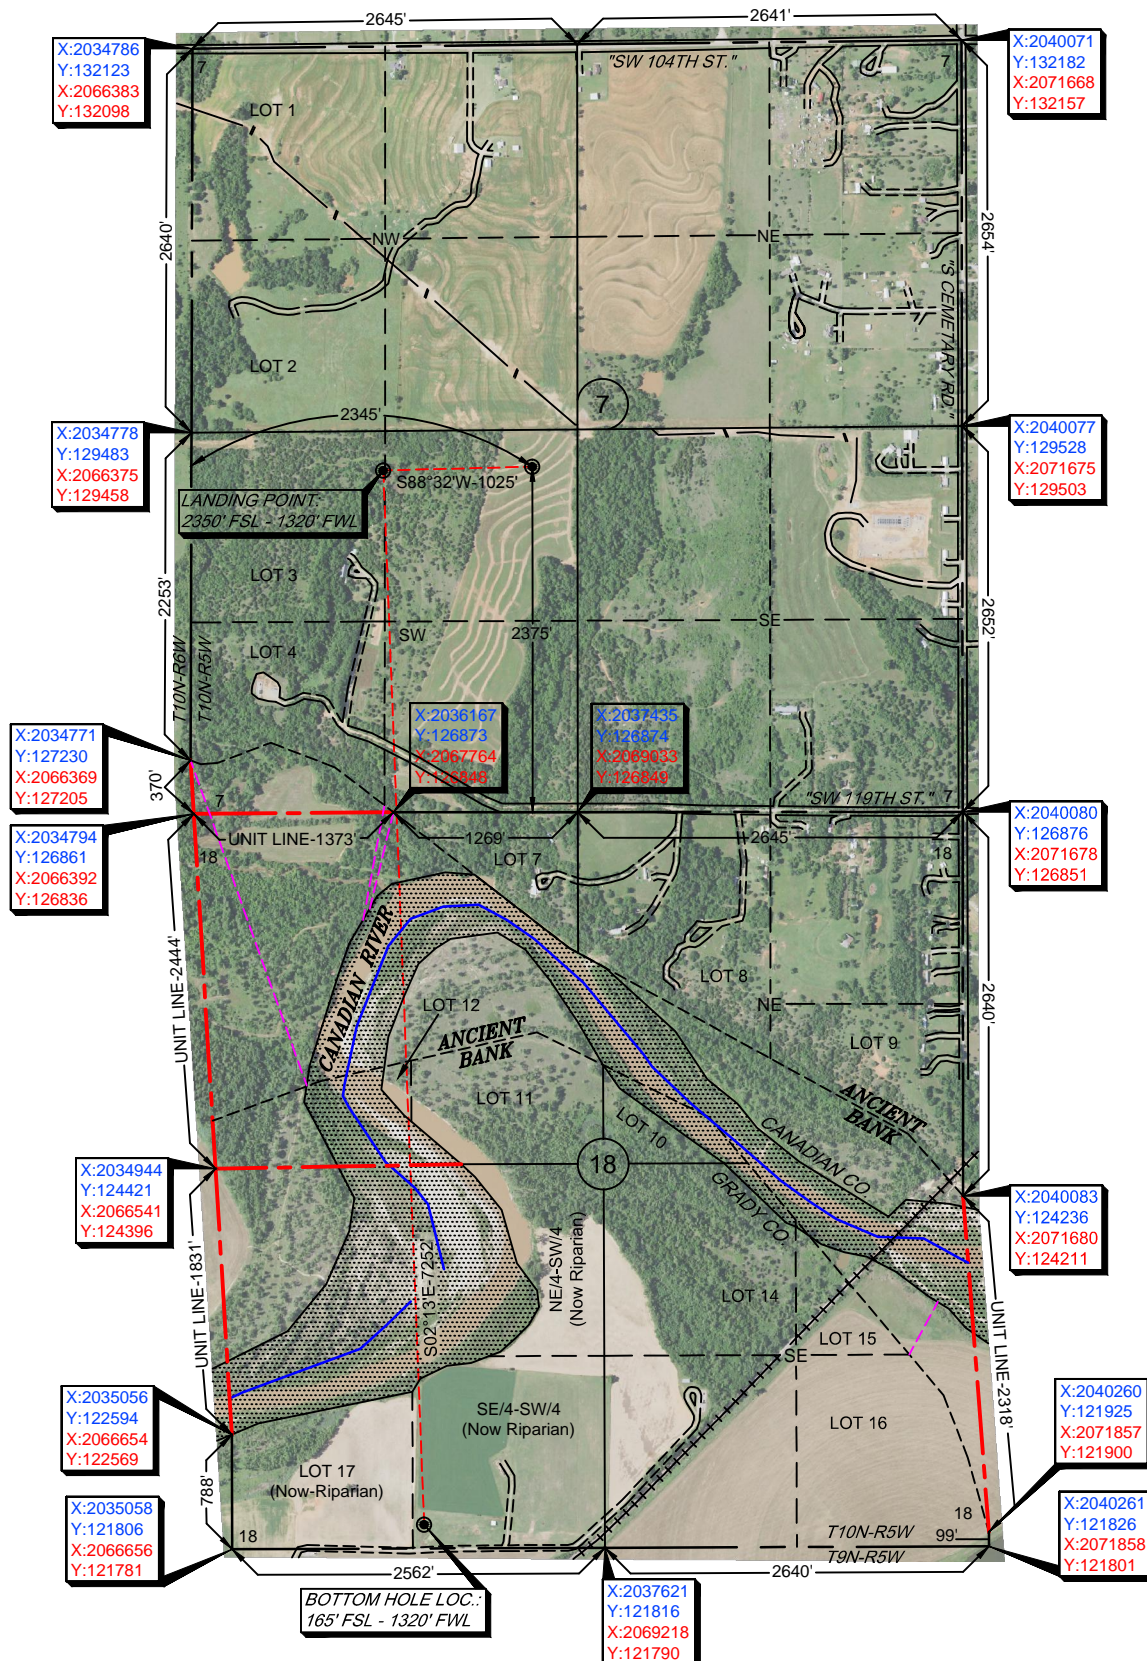 2645'
2641'
X:2034786
Y:132123
X:2066383
Y:132098
X:2040071
Y:132182
X:2071668
Y:132157
7
"SW 104TH ST."
7
LOT 1
2640'
2654'
NW
NE
"S CEMETARY RD."
LOT 2
7
2345'
X:2034778
Y:129483
X:2066375
Y:129458
X:2040077
Y:129528
X:2071675
Y:129503
S88°32'W-1025'
LANDING POINT:
2350' FSL - 1320' FWL
2253'
LOT 3
2652'
SW
2375'
SE
LOT 4
T10N-R6W
T10N-R5W
X:2034771
Y:127230
X:2066369
Y:127205
X:2036167
Y:126873
X:2067764
Y:126848
X:2037435
Y:126874
X:2069033
Y:126849
370'
7
"SW 119TH ST."
7
X:2034794
Y:126861
X:2066392
Y:126836
UNIT LINE-1373'
1269'
2645'
18
18
LOT 7
X:2040080
Y:126876
X:2071678
Y:126851
UNIT LINE-2444'
CANADIAN RIVER
LOT 8
2640'
LOT 12
NE
ANCIENT
BANK
LOT 9
LOT 11
ANCIENT
BANK
LOT 10
CANADIAN CO.
18
GRADY CO.
X:2034944
Y:124421
X:2066541
Y:124396
X:2040083
Y:124236
X:2071680
Y:124211
S02°13'E-7252'
NE/4-SW/4
(Now Riparian)
LOT 14
UNIT LINE-1831'
UNIT LINE-2318'
LOT 15
SE
X:2035056
Y:122594
X:2066654
Y:122569
SE/4-SW/4
(Now Riparian)
LOT 16
X:2040260
Y:121925
X:2071857
Y:121900
LOT 17
(Now-Riparian)
788'
X:2035058
Y:121806
X:2066656
Y:121781
18
18
T10N-R5W
99'
T9N-R5W
X:2040261
Y:121826
X:2071858
Y:121801
2562'
2640'
BOTTOM HOLE LOC.:
165' FSL - 1320' FWL
X:2037621
Y:121816
X:2069218
Y:121790